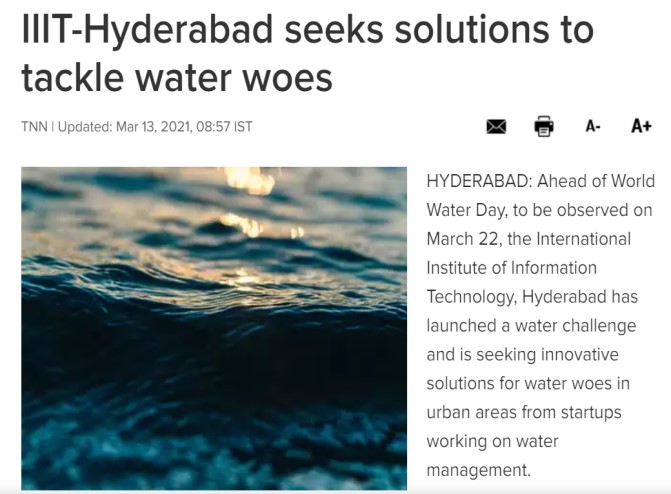 IIIT-Hyderabad seeks solutions to
tackle water woes
TNN | Updated: Mar 13, 2021, 08:57 IST
A-
A+
HYDERABAD: Ahead of World
Water Day, to be observed on
March 22, the International
Institute of Information
Technology, Hyderabad has
launched a water challenge
and is seeking innovative
solutions for water woes in
urban areas from startups
working on water
management.